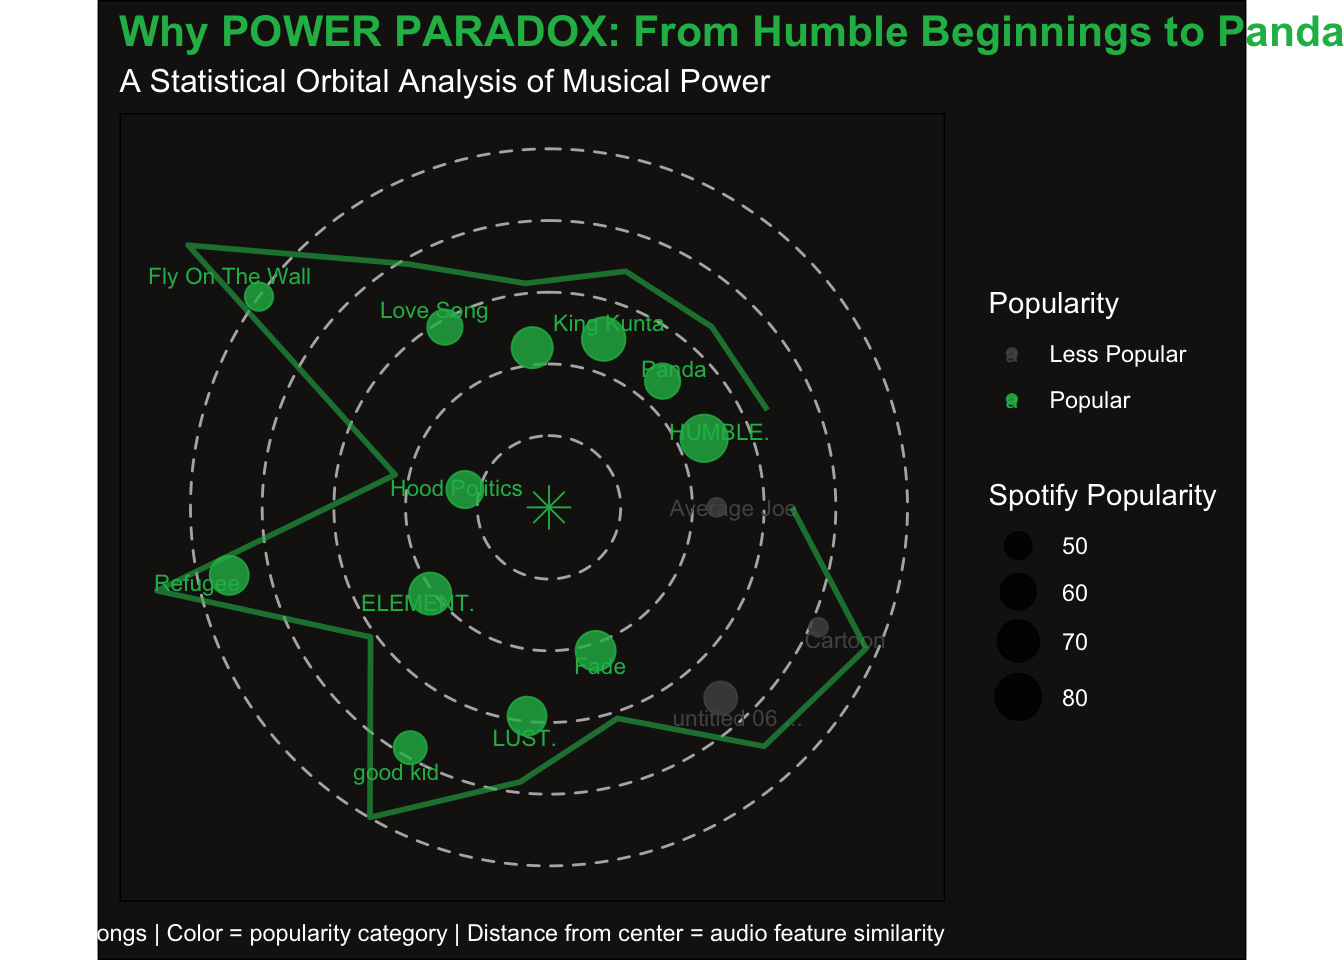 Why POWER PARADOX: From Humble Beginnings to Panda
A Statistical Orbital Analysis of Musical Power
Fly On The Wall
Love Song
King Kunta
Panda
HUMBLE.
Hood Politics
Average Joe
Refugee
ELEMENT.
Cartoon
Fade
untitled 06 ...
LUST.
good kid
Popularity
a Less Popular
a Popular
Spotify Popularity
50
60
70
80
ongs | Color = popularity category | Distance from center = audio feature similarity